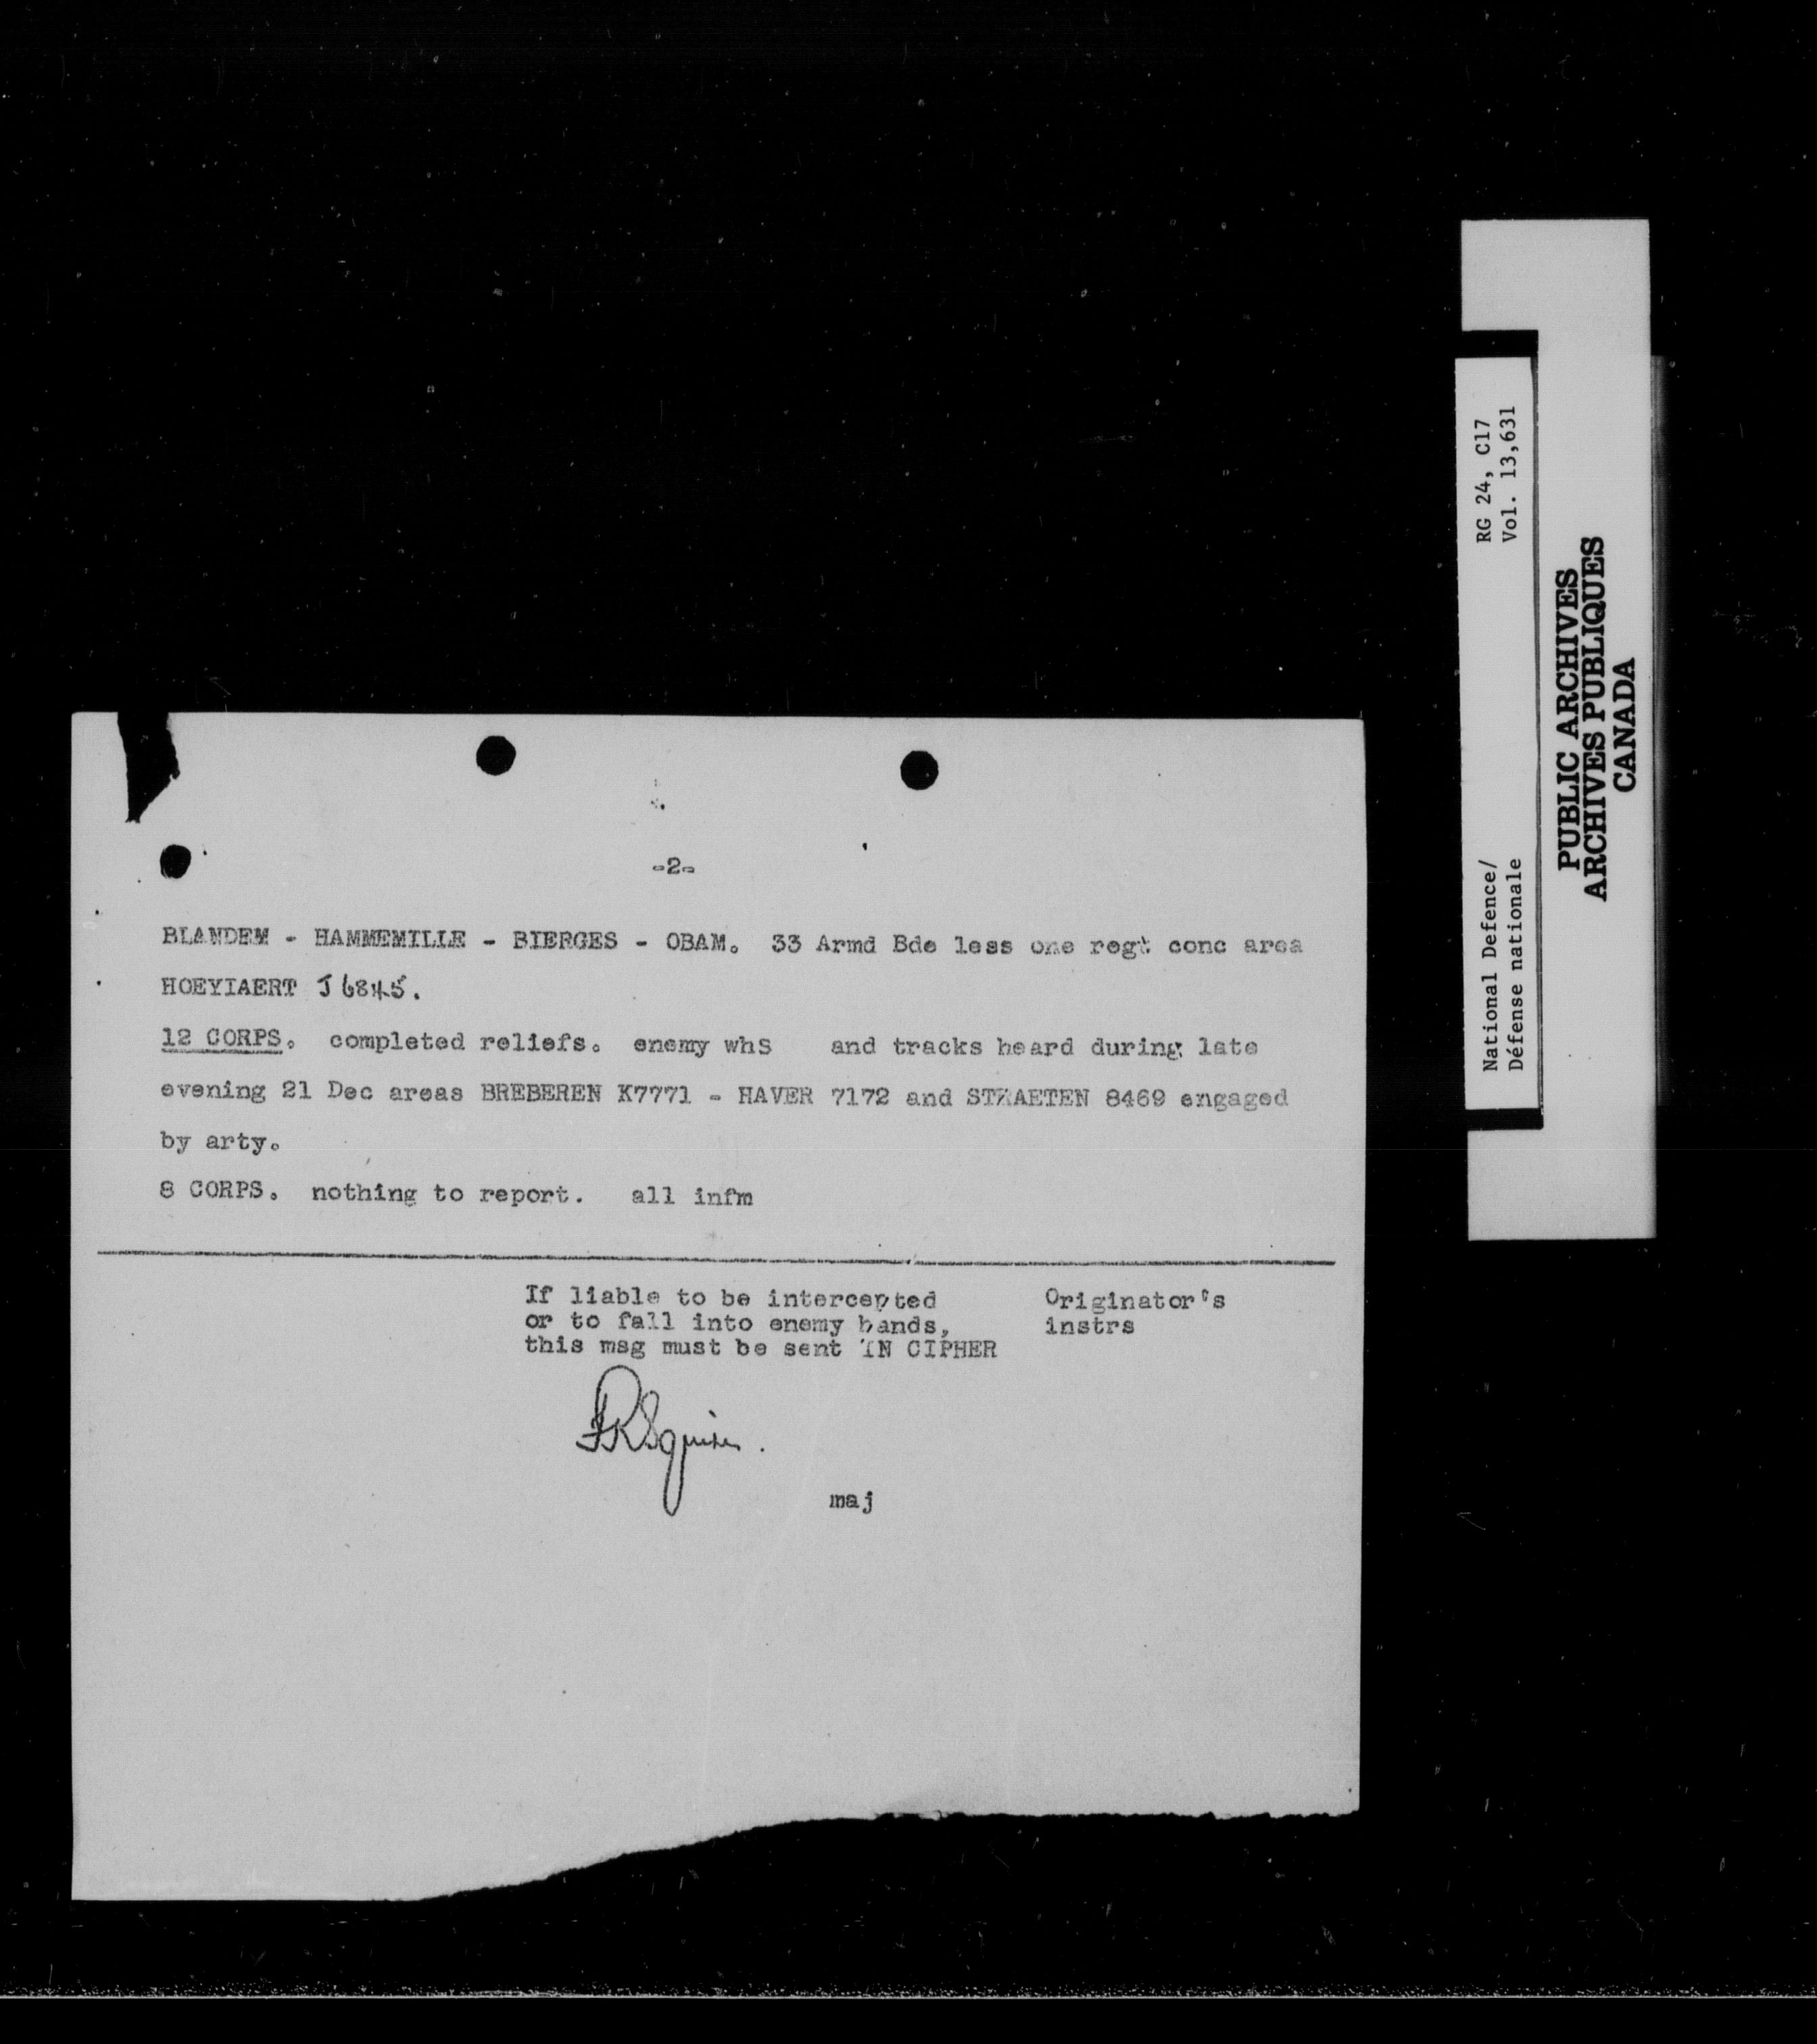 -2-
BLANDEM - HAMMEMILLE - BIERGES - OBAM. 33 Armd Bde less one regt conc area
HOEYIAERT J6845.
12 CORPS. completed reliefs. enemy whs and tracks heard during late
evening 21 Dec areas BREBEREN K7771 - HAVER 7172 and STRAETEN 8469 engaged
by arty.
8 CORPS. nothing to report. all infm
If liable to be intercepted
or to fall into enemy hands,
this msg must be sent IN CIPHER
Originator's
instrs
maj
National Defence/
Défense nationale
RG 24, C17
Vol. 13,631
PUBLIC ARCHIVES
ARCHIVES PUBLIQUES
CANADA